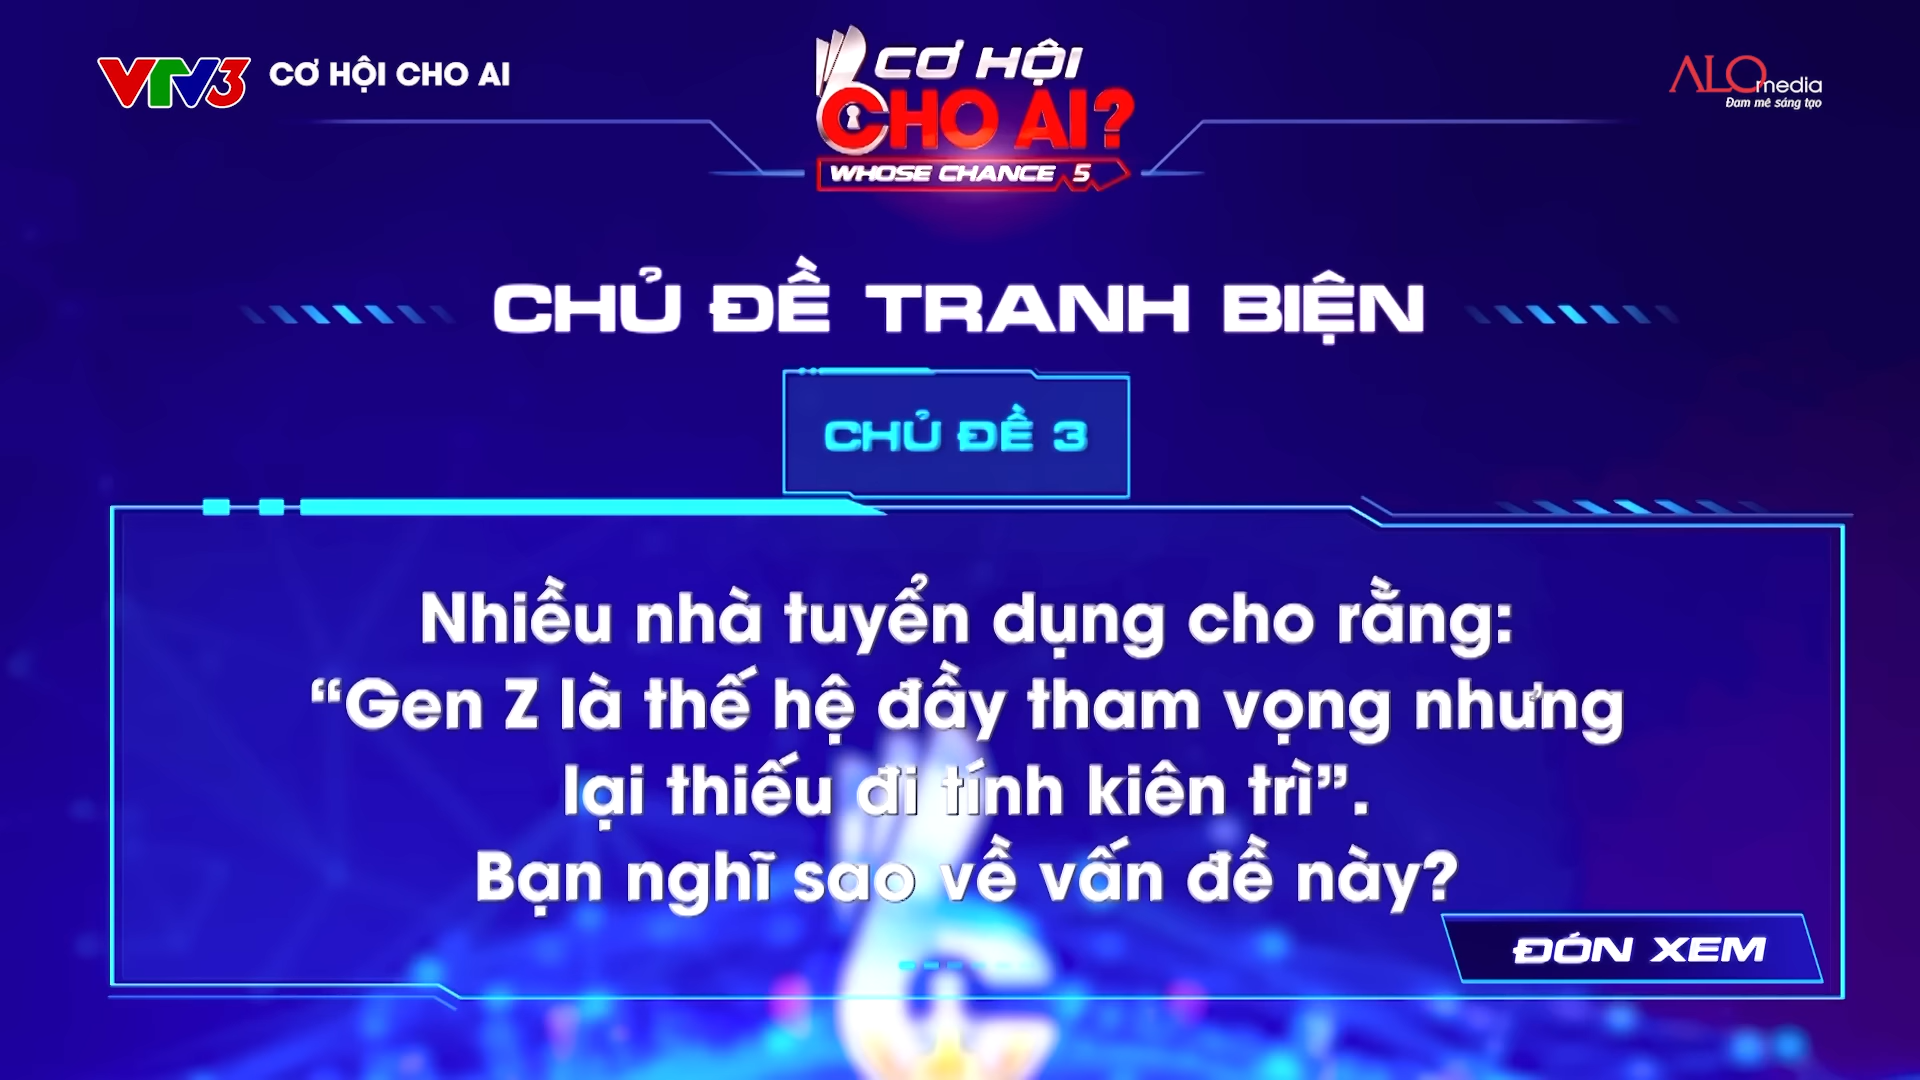 VTV3 CƠ HỘI CHO AI
CƠ HỘI
CHO AI?
WHOSE CHANCE 5
ALOmedia
Đam mê sáng tạo
CHỦ ĐỀ TRANH BIỆN
CHỦ ĐỀ 3
Nhiều nhà tuyển dụng cho rằng:
“Gen Z là thế hệ đầy tham vọng nhưng
lại thiếu đi tính kiên trì”.
Bạn nghĩ sao về vấn đề này?
ĐÓN XEM